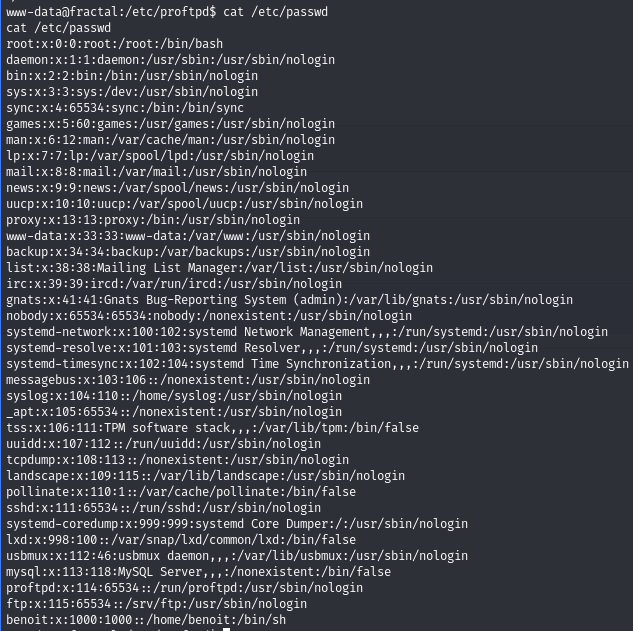 www-data@fractal:/etc/proftpd$ cat /etc/passwd
cat /etc/passwd
root:x:0:0:root:/root:/bin/bash
daemon:x:1:1:daemon:/usr/sbin:/usr/sbin/nologin
bin:x:2:2:bin:/bin:/usr/sbin/nologin
sys:x:3:3:sys:/dev:/usr/sbin/nologin
sync:x:4:65534:sync:/bin:/bin/sync
games:x:5:60:games:/usr/games:/usr/sbin/nologin
man:x:6:12:man:/var/cache/man:/usr/sbin/nologin
lp:x:7:7:lp:/var/spool/lpd:/usr/sbin/nologin
mail:x:8:8:mail:/var/mail:/usr/sbin/nologin
news:x:9:9:news:/var/spool/news:/usr/sbin/nologin
uucp:x:10:10:uucp:/var/spool/uucp:/usr/sbin/nologin
proxy:x:13:13:proxy:/bin:/usr/sbin/nologin
www-data:x:33:33:www-data:/var/www:/usr/sbin/nologin
backup:x:34:34:backup:/var/backups:/usr/sbin/nologin
list:x:38:38:Mailing List Manager:/var/list:/usr/sbin/nologin
irc:x:39:39:ircd:/var/run/ircd:/usr/sbin/nologin
gnats:x:41:41:Gnats Bug-Reporting System (admin):/var/lib/gnats:/usr/sbin/nologin
nobody:x:65534:65534:nobody:/nonexistent:/usr/sbin/nologin
systemd-network:x:100:102:systemd Network Management,,,:/run/systemd:/usr/sbin/nologin
systemd-resolve:x:101:103:systemd Resolver,,,:/run/systemd:/usr/sbin/nologin
systemd-timesync:x:102:104:systemd Time Synchronization,,,:/run/systemd:/usr/sbin/nologin
messagebus:x:103:106::/nonexistent:/usr/sbin/nologin
syslog:x:104:110::/home/syslog:/usr/sbin/nologin
_apt:x:105:65534::/nonexistent:/usr/sbin/nologin
tss:x:106:111:TPM software stack,,,:/var/lib/tpm:/bin/false
uuidd:x:107:112::/run/uuidd:/usr/sbin/nologin
tcpdump:x:108:113::/nonexistent:/usr/sbin/nologin
landscape:x:109:115::/var/lib/landscape:/usr/sbin/nologin
pollinate:x:110:1::/var/cache/pollinate:/bin/false
sshd:x:111:65534::/run/sshd:/usr/sbin/nologin
systemd-coredump:x:999:999:systemd Core Dumper:/:/usr/sbin/nologin
lxd:x:998:100::/var/snap/lxd/common/lxd:/bin/false
usbmux:x:112:46:usbmux daemon,,,:/var/lib/usbmux:/usr/sbin/nologin
mysql:x:113:118:MySQL Server,,,:/nonexistent:/bin/false
proftpd:x:114:65534::/run/proftpd:/usr/sbin/nologin
ftp:x:115:65534::/srv/ftp:/usr/sbin/nologin
benoit:x:1000:1000::/home/benoit:/bin/sh